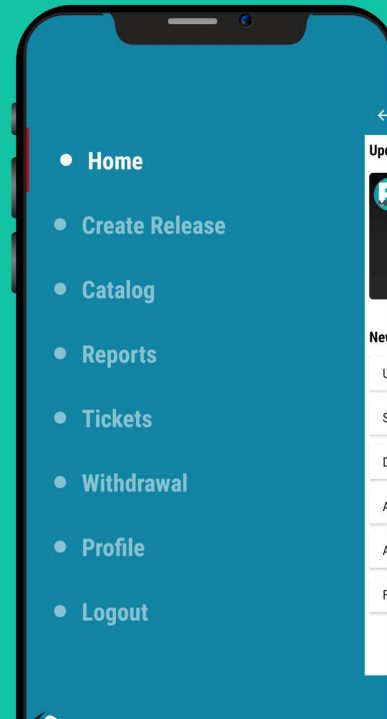 Home
Create Release
Catalog
Reports
Tickets
Withdrawal
Profile
Logout